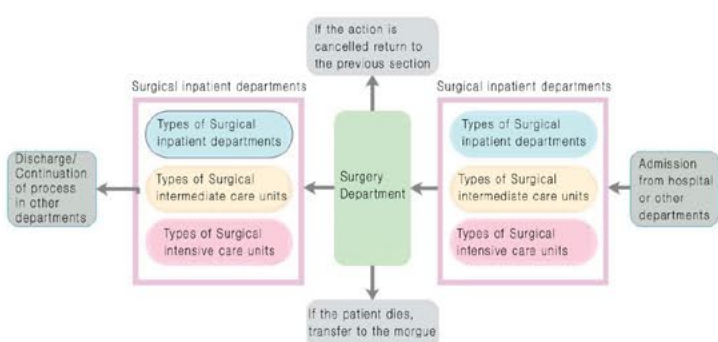 If the action is
cancelled return to
the previous section
Surgical inpatient departments
Surgical inpatient departments
Types of Surgical
inpatient departments
Types of Surgical
intermediate care units
Types of Surgical
intensive care units
Discharge/
Continuation
of process
in other
departments
Surgery
Department
Types of Surgical
inpatient departments
Types of Surgical
intermediate care units
Types of Surgical
intensive care units
Admission
from hospital
or other
departments
If the patient dies,
transfer to the morgue